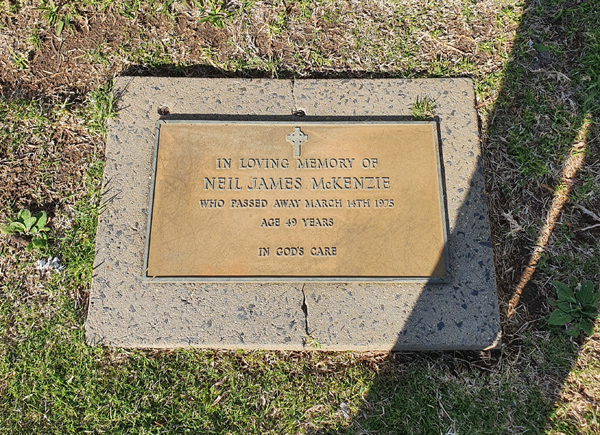 IN LOVING MEMORY OF
NEIL JAMES McKENZIE
WHO PASSED AWAY MARCH 14TH 1975
AGE 49 YEARS
IN GOD'S CARE